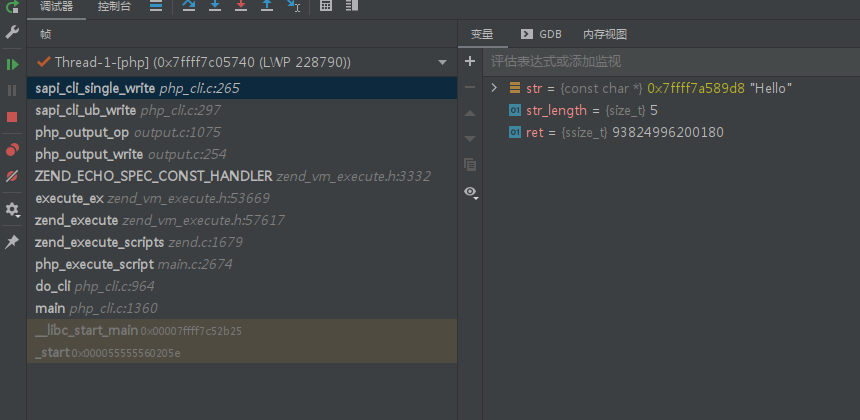 调试器 控制台
帧
变量 GDB 内存视图
Thread-1-[php] (0x7ffff7c05740 (LWP 228790))
评估表达式或添加监视
sapi_cli_single_write php_cli.c:265
sapi_cli_ub_write php_cli.c:297
php_output_op output.c:1075
php_output_write output.c:254
ZEND_ECHO_SPEC_CONST_HANDLER zend_vm_execute.h:3332
execute_ex zend_vm_execute.h:53669
zend_execute zend_vm_execute.h:57617
zend_execute_scripts zend.c:1679
php_execute_script main.c:2674
do_cli php_cli.c:964
main php_cli.c:1360
__libc_start_main 0x00007ffff7c52b25
_start 0x000055555560205e
str = {const char *} 0x7ffff7a589d8 "Hello"
str_length = {size_t} 5
ret = {ssize_t} 93824996200180